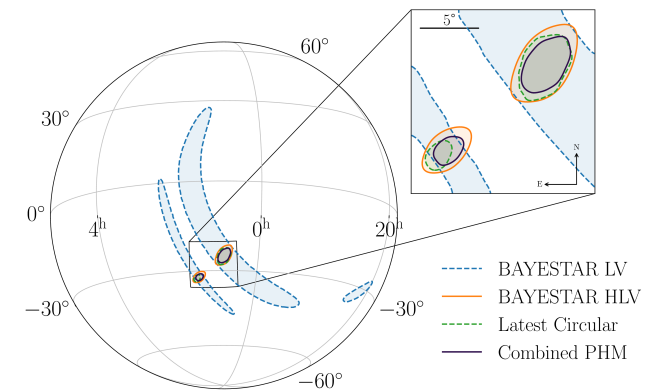 60°
30°
0°
4h
0h
20h
−30°
−30°
−60°
5°
N
E
BAYESTAR LV
BAYESTAR HLV
Latest Circular
Combined PHM